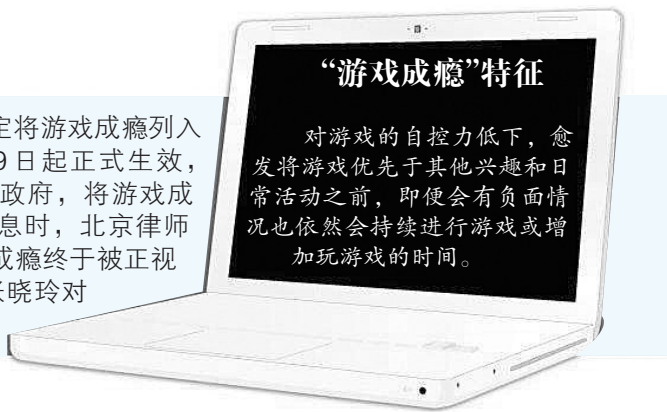 定将游戏成瘾列入
9日起正式生效，
政府，将游戏成
息时，北京律师
成瘾终于被正视
晓玲对
“游戏成瘾”特征
对游戏的自控力低下，愈
发将游戏优先于其他兴趣和日
常活动之前，即便会有负面情
况也依然会持续进行游戏或增
加玩游戏的时间。